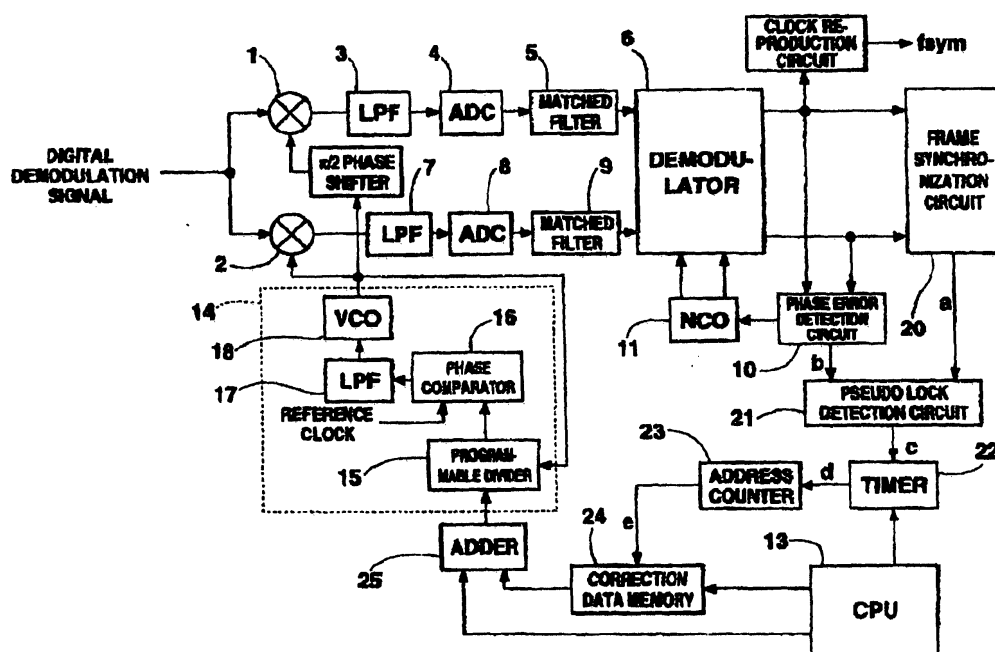 CLOCK RE-
PRODUCTION
CIRCUIT
fsym
1
3
4
5
6
LPF
ADC
MATCHED
FILTER
DEMODU-
LATOR
FRAME
SYNCHRO-
NIZATION
CIRCUIT
DIGITAL
DEMODULATION
SIGNAL
π/2 PHASE
SHIFTER
7
8
9
LPF
ADC
MATCHED
FILTER
2
14
VCO
18
16
11
NCO
PHASE ERROR
DETECTION
CIRCUIT
10
20
a
b
LPF
17
PHASE
COMPARATOR
REFERENCE
CLOCK
PSEUDO LOCK
DETECTION CIRCUIT
21
15
PROGRAM-
MABLE DIVIDER
23
c
22
ADDRESS
COUNTER
d
TIMER
e
24
13
ADDER
25
CORRECTION
DATA MEMORY
CPU